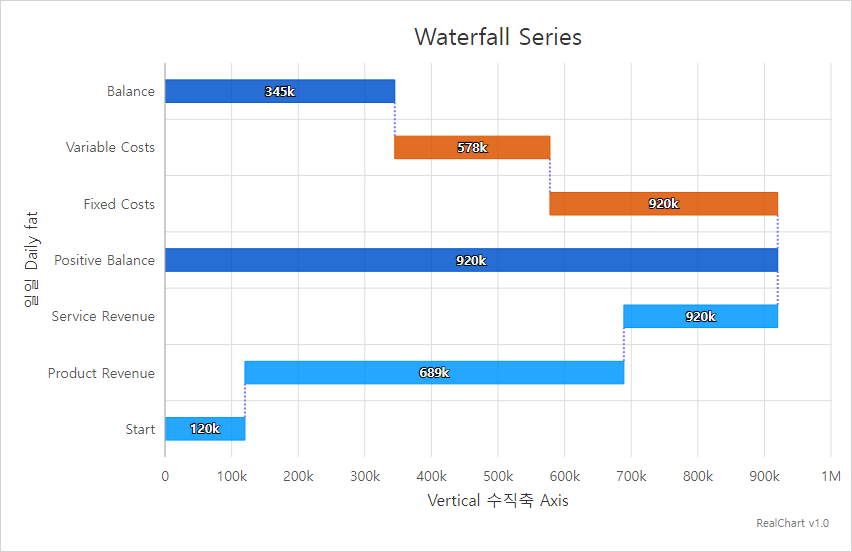 Waterfall Series
Balance
345k
Variable Costs
578k
Fixed Costs
920k
Positive Balance
920k
Service Revenue
920k
Product Revenue
689k
Start
120k
일일 Daily fat
0 100k 200k 300k 400k 500k 600k 700k 800k 900k 1M
Vertical 수직축 Axis
RealChart v1.0